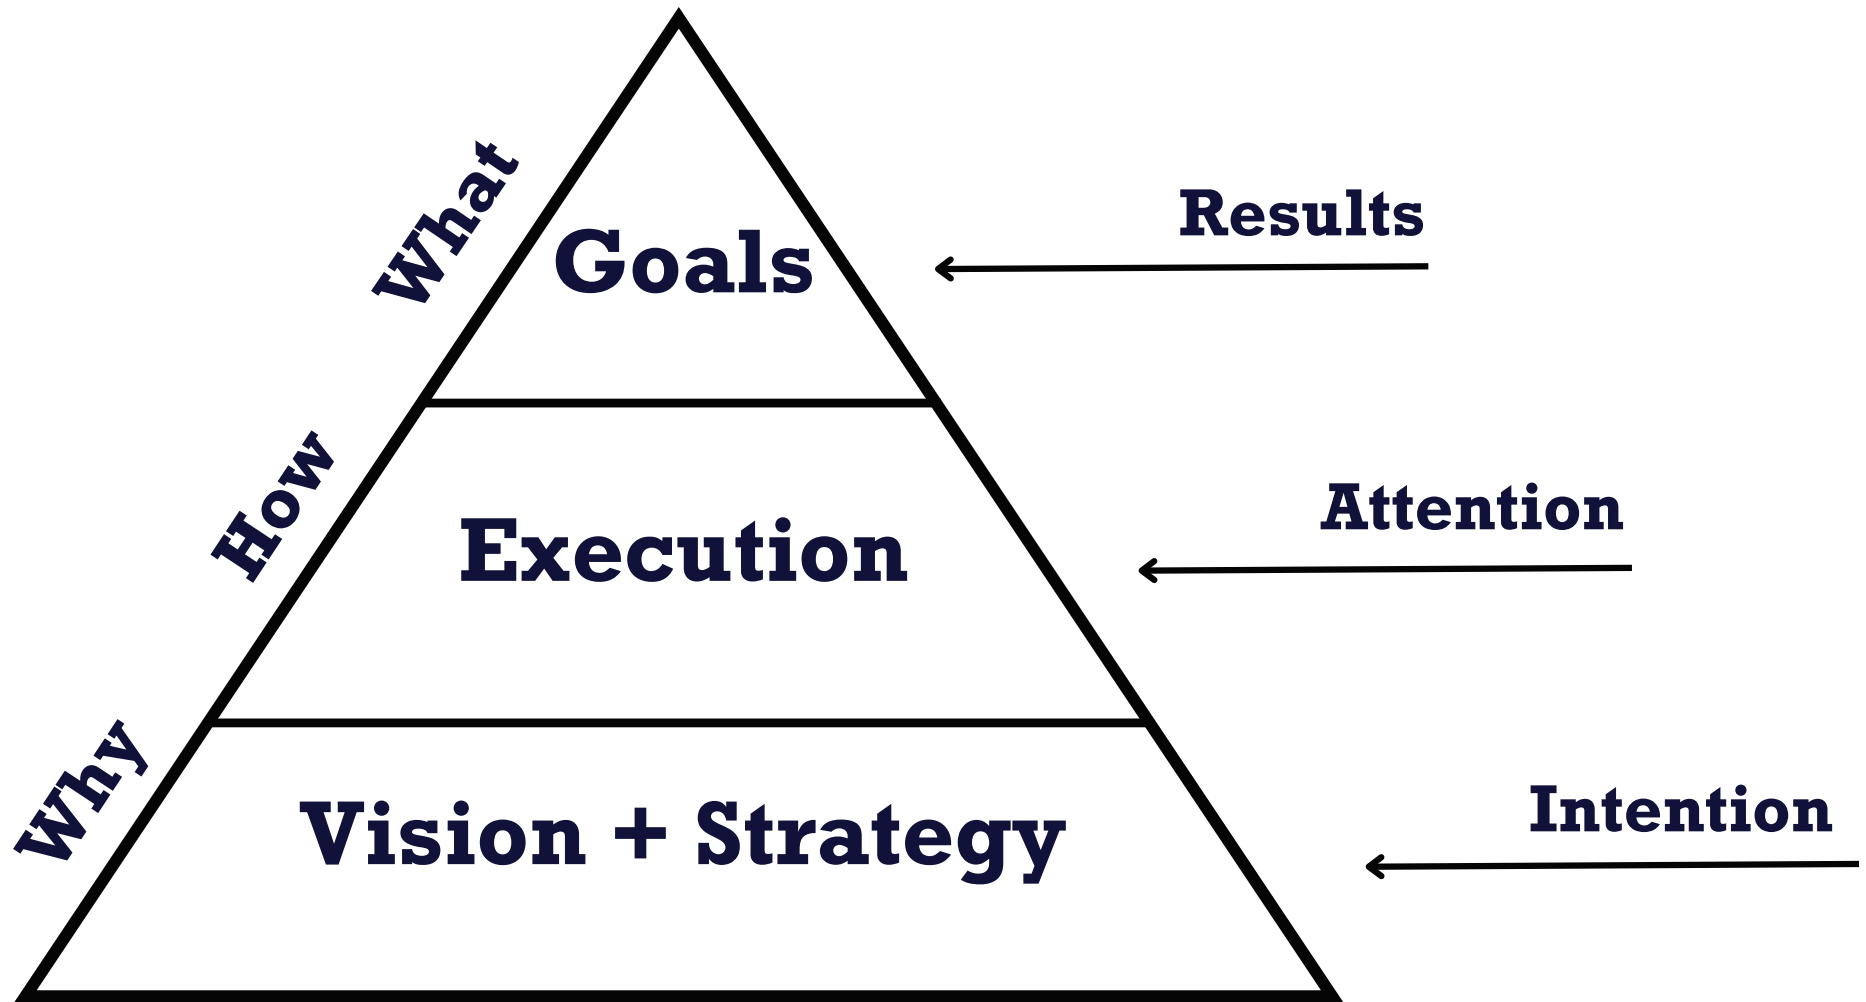 What
Goals
Results
How
Execution
Attention
Why
Vision + Strategy
Intention